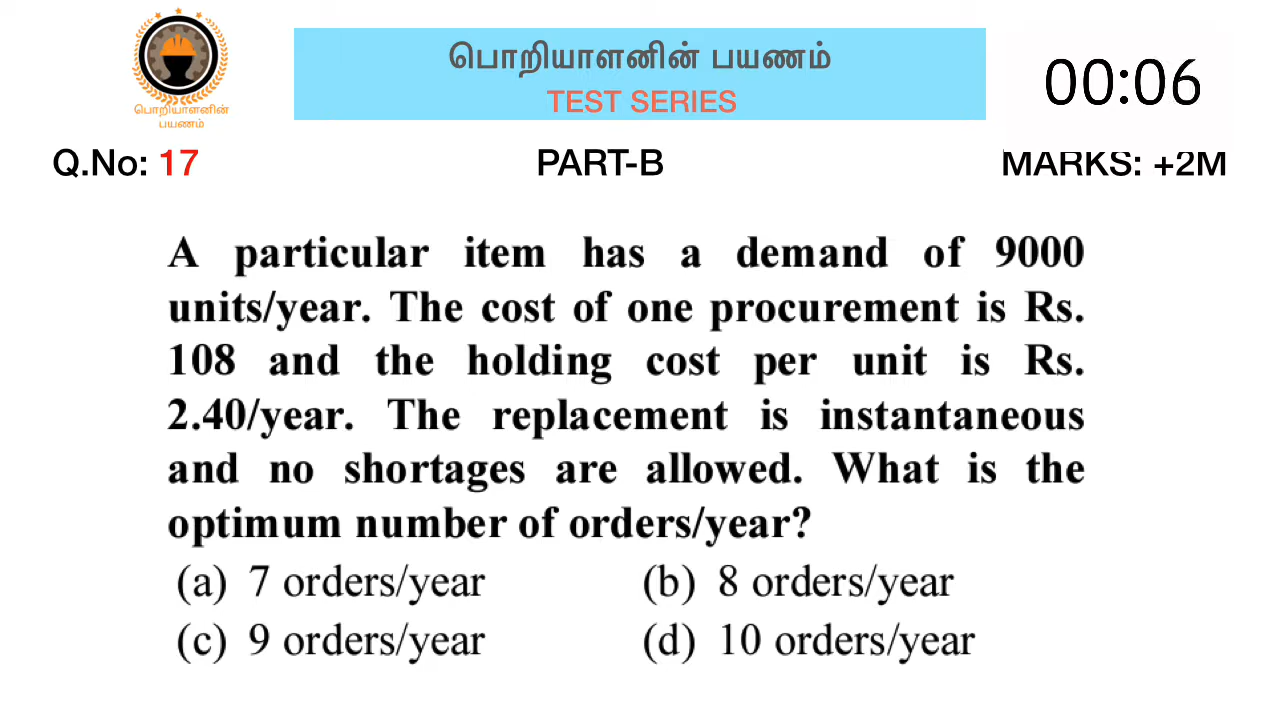 பொறியாளனின்
பயணம்
பொறியாளனின் பயணம்
TEST SERIES
00:06
Q.No: 17 PART-B MARKS: +2M
A particular item has a demand of 9000
units/year. The cost of one procurement is Rs.
108 and the holding cost per unit is Rs.
2.40/year. The replacement is instantaneous
and no shortages are allowed. What is the
optimum number of orders/year?
(a) 7 orders/year (b) 8 orders/year
(c) 9 orders/year (d) 10 orders/year